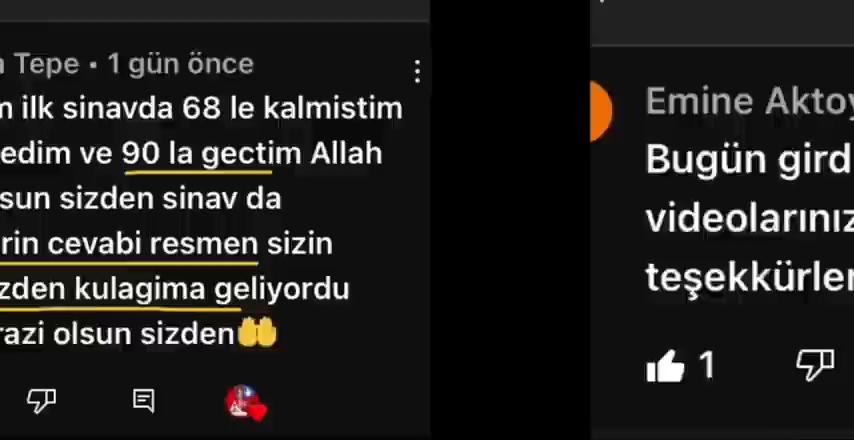 Tepe • 1 gün önce
ilk sinavda 68 le kalmistim
edim ve 90 la gectim Allah
sun sizden sinav da
rin cevabi resmen sizin
zden kulagima geliyordu
razi olsun sizden🤲
Emine Aktoy
Bugün gird
videolarınız
teşekkürler
1